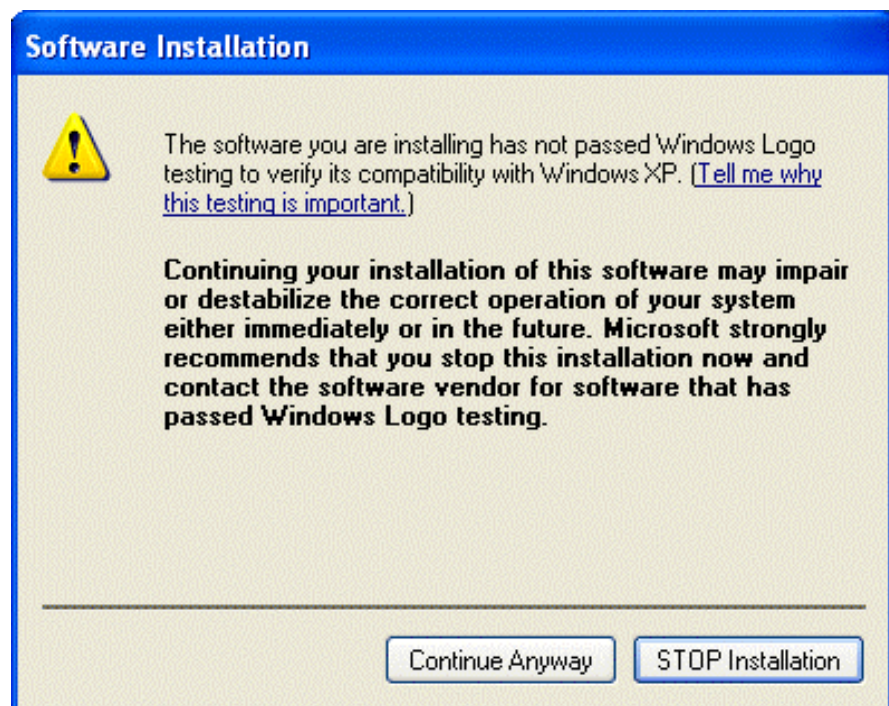 Software Installation
The software you are installing has not passed Windows Logo
testing to verify its compatibility with Windows XP. (Tell me why
this testing is important.)
Continuing your installation of this software may impair
or destabilize the correct operation of your system
either immediately or in the future. Microsoft strongly
recommends that you stop this installation now and
contact the software vendor for software that has
passed Windows Logo testing.
Continue Anyway
STOP Installation